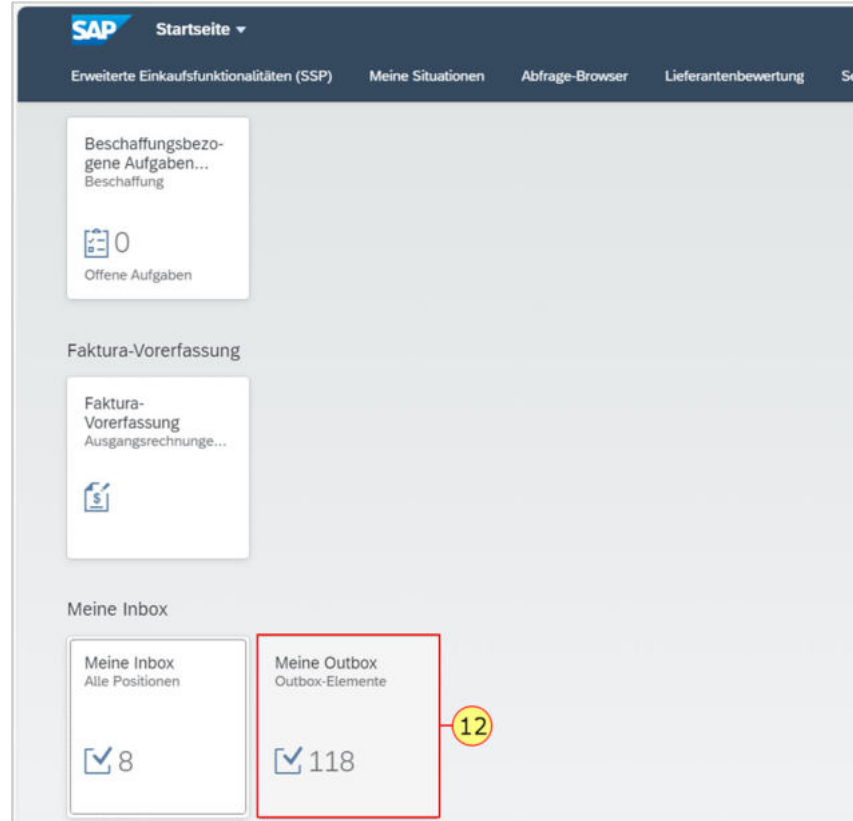 SAP Startseite
Erweiterte Einkaufsfunktionalitäten (SSP) Meine Situationen Abfrage-Browser Lieferantenbewertung
Beschaffungsbezo-
gene Aufgaben...
Beschaffung
0
Offene Aufgaben
Faktura-Vorerfassung
Faktura-
Vorerfassung
Ausgangsrechnunge...
$
Meine Inbox
Meine Inbox
Alle Positionen
8
Meine Outbox
Outbox-Elemente
118
12